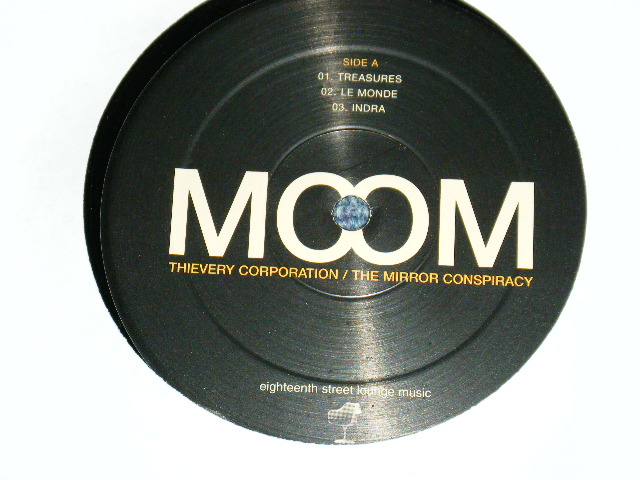 SIDE A
01. TREASURES
02. LE MONDE
03. INDRA
MOOM
THIEVERY CORPORATION / THE MIRROR CONSPIRACY
eighteenth street lounge music